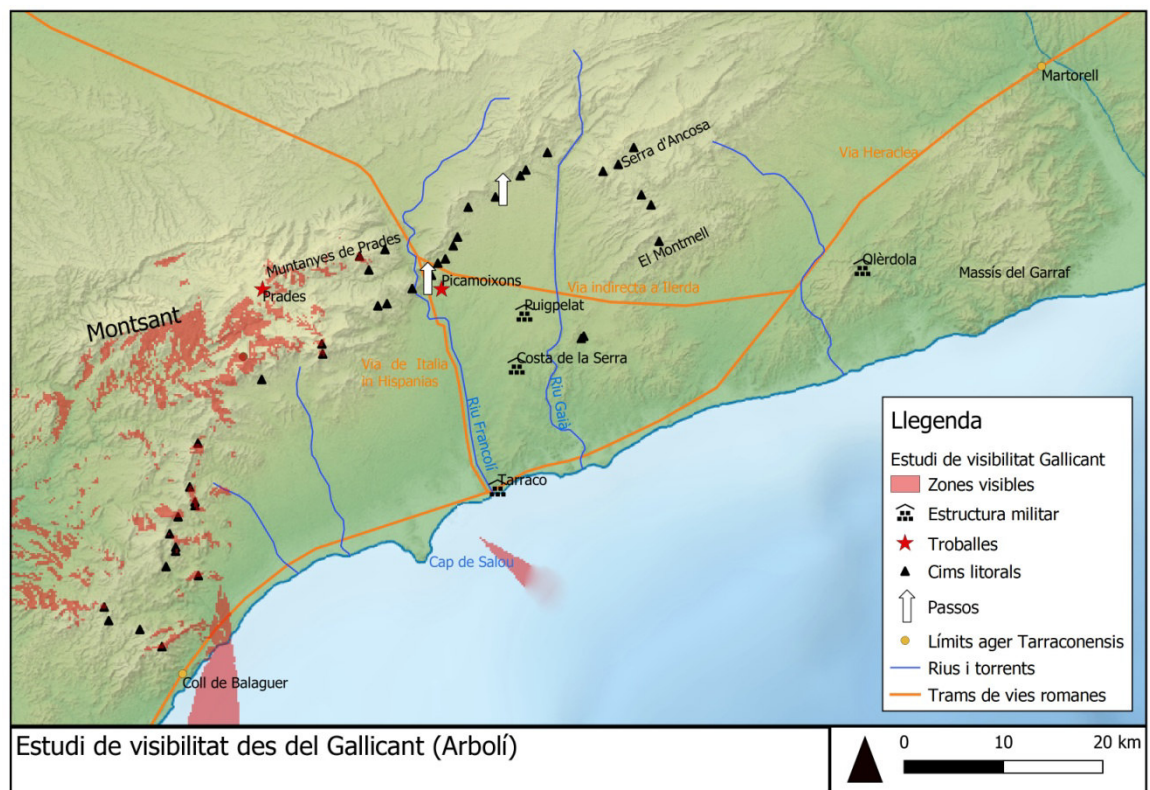 Martorell
Serra d'Ancosa
Via Heraclea
Muntanyes de Prades
El Montmell
Olèrdola
Massís del Garraf
Prades
Picamoixons
Via indirecta a Ilerda
Montsant
Puigpelat
Via de Italia
in Hispanias
Costa de la Serra
Riu Francolí
Riu Gaià
Tarraco
Cap de Salou
Coll de Balaguer
Llegenda
Estudi de visibilitat Gallicant
Zones visibles
Estructura militar
Troballes
Cims litorals
Passos
Límits ager Tarraconensis
Rius i torrents
Trams de vies romanes
Estudi de visibilitat des del Gallicant (Arbolí)
0 10 20 km